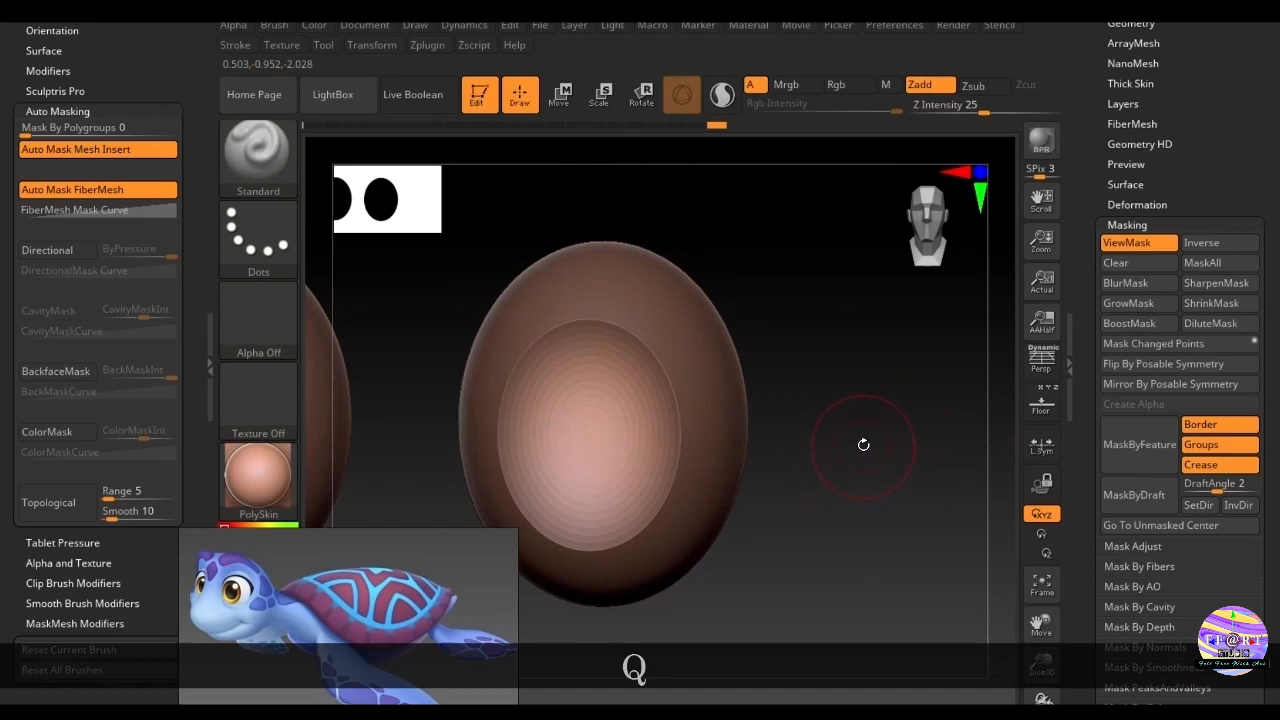 Alpha Brush Color Document Draw Dynamics Edit File Layer Light Macro Marker Material Movie Picker Preferences Render Stencil
Stroke Texture Tool Transform Zplugin Zscript Help
0.503,-0.952,-2.028
Home Page LightBox Live Boolean Edit Draw Move Scale Rotate A Mrgb Rgb M Zadd Zsub Zcut
Rgb Intensity Z Intensity 25
Orientation
Surface
Modifiers
Sculptris Pro
Auto Masking
Mask By Polygroups 0
Auto Mask Mesh Insert
Auto Mask FiberMesh
FiberMesh Mask Curve
Directional ByPressure
DirectionalMask Curve
CavityMask CavityMaskInt
CavityMaskCurve
BackfaceMask BackMaskInt
BackMaskCurve
ColorMask ColorMaskInt
ColorMaskCurve
Topological Range 5
Smooth 10
Tablet Pressure
Alpha and Texture
Clip Brush Modifiers
Smooth Brush Modifiers
MaskMesh Modifiers
Reset Current Brush
Reset All Brushes
Standard
Dots
Alpha Off
Texture Off
PolySkin
Q
BPR
SPix 3
Scroll
Zoom
Actual
AAHalf
Dynamic
Persp
X Y Z
Floor
L.Sym
XYZ
Frame
Move
Zoom3D
Geometry
ArrayMesh
NanoMesh
Thick Skin
Layers
FiberMesh
Geometry HD
Preview
Surface
Deformation
Masking
ViewMask Inverse
Clear MaskAll
BlurMask SharpenMask
GrowMask ShrinkMask
BoostMask DiluteMask
Mask Changed Points
Flip By Posable Symmetry
Mirror By Posable Symmetry
Create Alpha
MaskByFeature Border
Groups
Crease
MaskByDraft DraftAngle 2
SetDir InvDir
Go To Unmasked Center
Mask Adjust
Mask By Fibers
Mask By AO
Mask By Cavity
Mask By Depth
Mask By Normals
Mask By Smoothness
Mask PeaksAndValleys